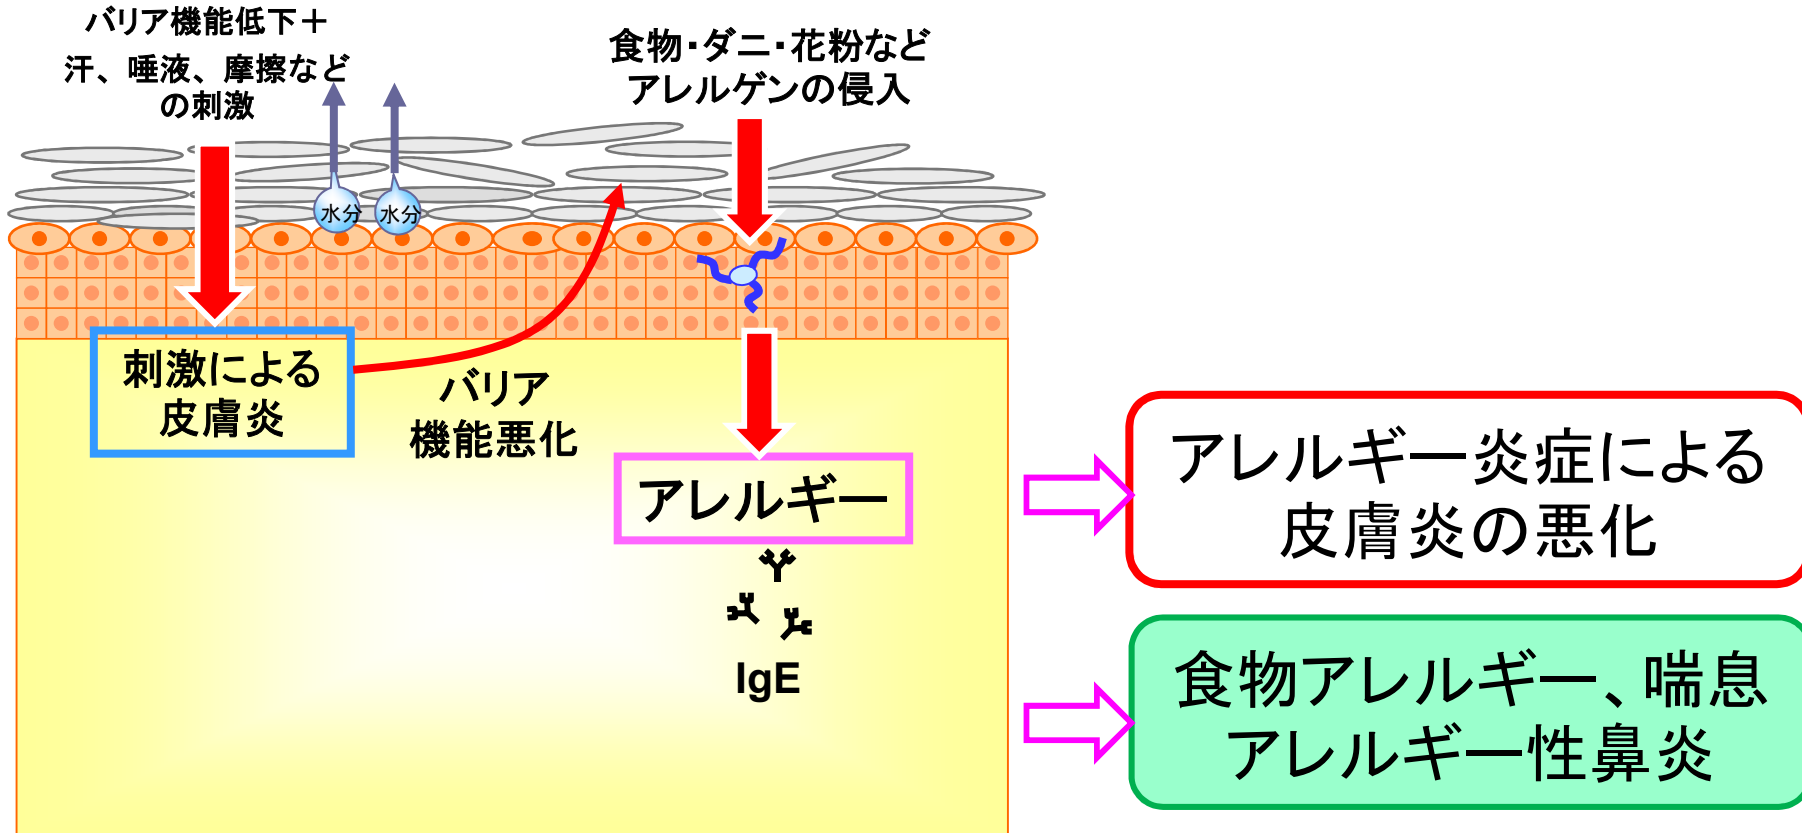 バリア機能低下＋
汗、唾液、摩擦など
の刺激
食物・ダニ・花粉など
アレルゲンの侵入
水分
水分
刺激による
皮膚炎
バリア
機能悪化
アレルギー
IgE
アレルギー炎症による
皮膚炎の悪化
食物アレルギー、喘息
アレルギー性鼻炎